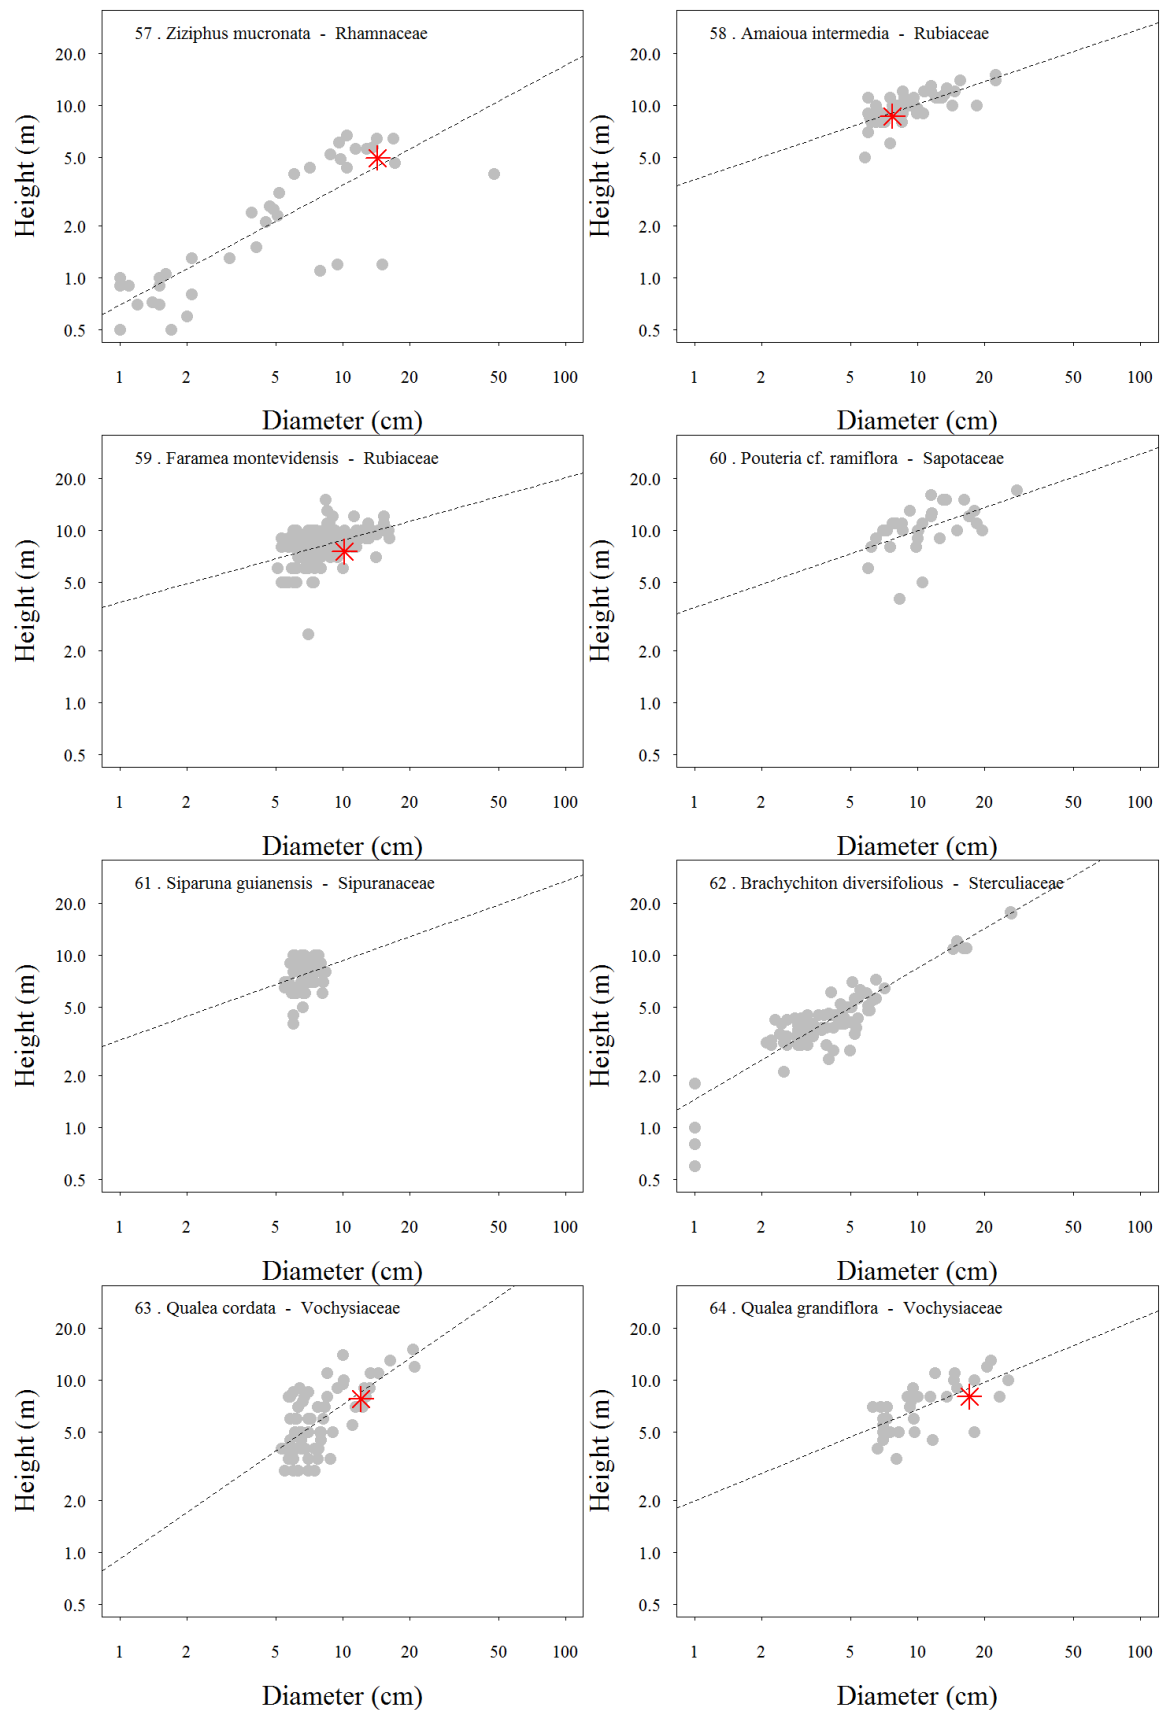 57 . Ziziphus mucronata - Rhamnaceae
Height (m)
20.0
10.0
5.0
2.0
1.0
0.5
1 2 5 10 20 50 100
Diameter (cm)
58 . Amaioua intermedia - Rubiaceae
Height (m)
20.0
10.0
5.0
2.0
1.0
0.5
1 2 5 10 20 50 100
Diameter (cm)
59 . Faramea montevidensis - Rubiaceae
Height (m)
20.0
10.0
5.0
2.0
1.0
0.5
1 2 5 10 20 50 100
Diameter (cm)
60 . Pouteria cf. ramiflora - Sapotaceae
Height (m)
20.0
10.0
5.0
2.0
1.0
0.5
1 2 5 10 20 50 100
Diameter (cm)
61 . Siparuna guianensis - Sipuranaceae
Height (m)
20.0
10.0
5.0
2.0
1.0
0.5
1 2 5 10 20 50 100
Diameter (cm)
62 . Brachychiton diversifolious - Sterculiaceae
Height (m)
20.0
10.0
5.0
2.0
1.0
0.5
1 2 5 10 20 50 100
Diameter (cm)
63 . Qualea cordata - Vochysiaceae
Height (m)
20.0
10.0
5.0
2.0
1.0
0.5
1 2 5 10 20 50 100
Diameter (cm)
64 . Qualea grandiflora - Vochysiaceae
Height (m)
20.0
10.0
5.0
2.0
1.0
0.5
1 2 5 10 20 50 100
Diameter (cm)